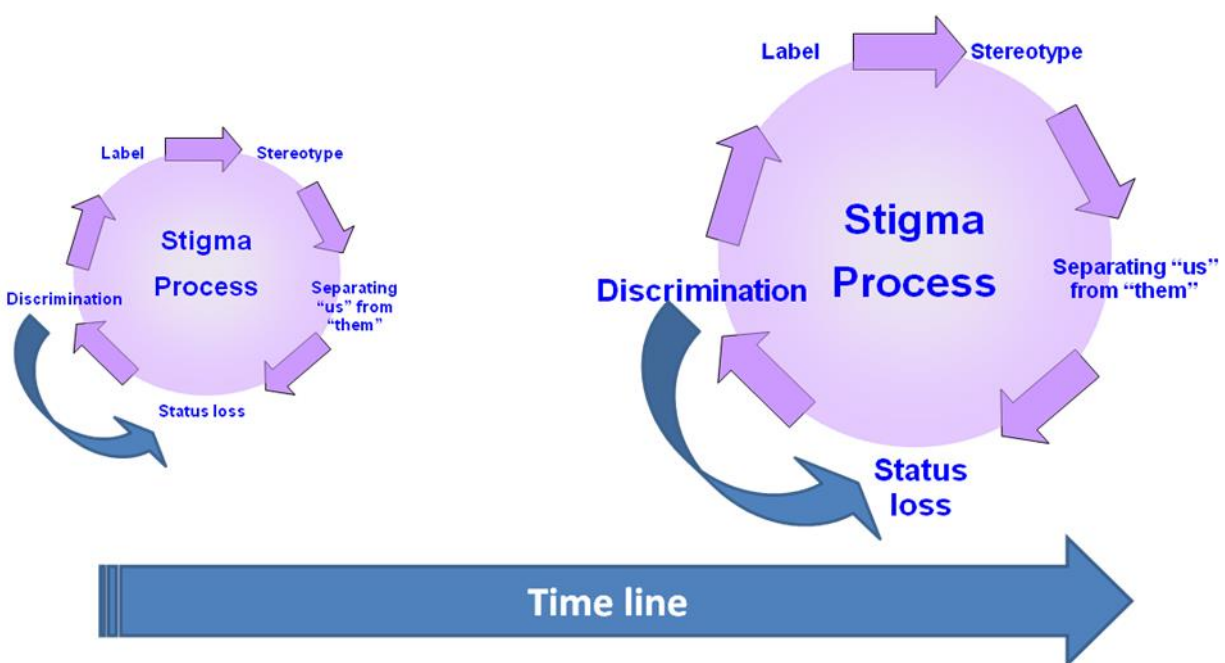 Label
Stereotype
Stigma
Process
Separating
"us" from
"them"
Status loss
Discrimination
Label
Stereotype
Stigma
Process
Separating “us”
from “them”
Status
loss
Discrimination
Time line